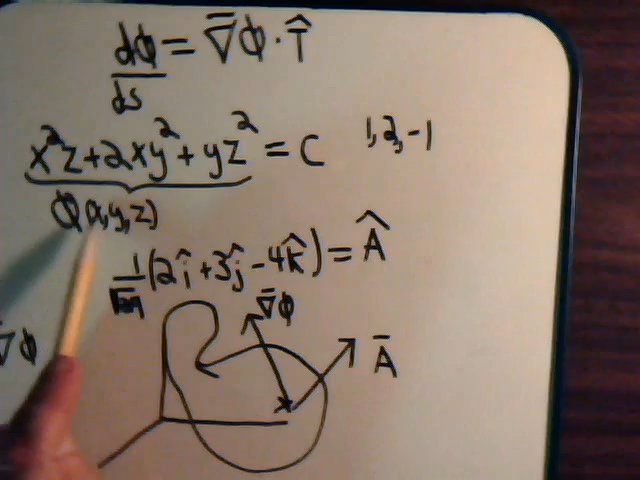 dϕ/ds = ∇̄ϕ · T̂
x²z + 2xy² + yz² = C 1, 2, -1
ϕ(x, y, z)
1/√29 (2î + 3ĵ - 4k̂) = Â
∇̄ϕ
Ā
∇̄ϕ